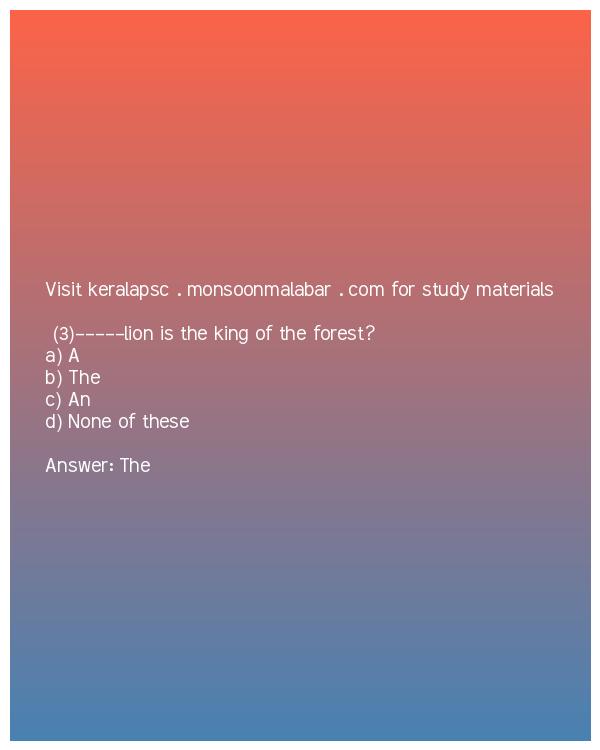 Visit keralapsc . monsoonmalabar . com for study materials
(3)-----lion is the king of the forest?
a) A
b) The
c) An
d) None of these
Answer: The